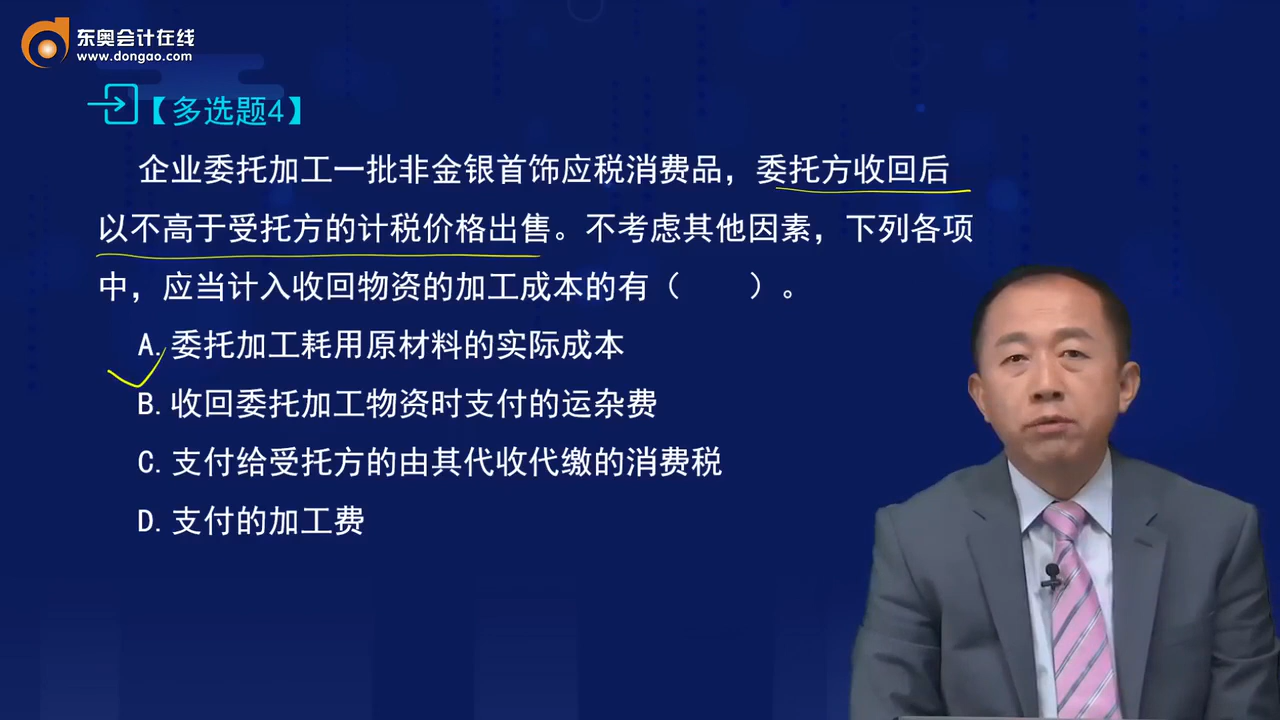 东奥会计在线
www.dongao.com
【多选题4】
企业委托加工一批非金银首饰应税消费品，委托方收回后
以不高于受托方的计税价格出售。不考虑其他因素，下列各项
中，应当计入收回物资的加工成本的有（　　）。
A.委托加工耗用原材料的实际成本
B.收回委托加工物资时支付的运杂费
C.支付给受托方的由其代收代缴的消费税
D.支付的加工费